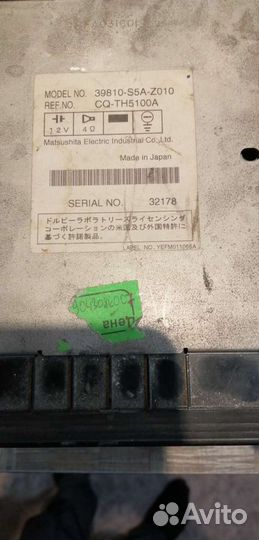 MODEL NO. 39810-S5A-Z010
REF.NO. CQ-TH5100A
12V 4Ω
Matsushita Electric Industrial Co.,Ltd.
Made in Japan
SERIAL NO. 32178
ドルビーラボラトリーズライセンシング
コーポレーションの米国及び外国特許に
基づく許諾製品
LABEL NO. YEFM011066A
Цена
Avito